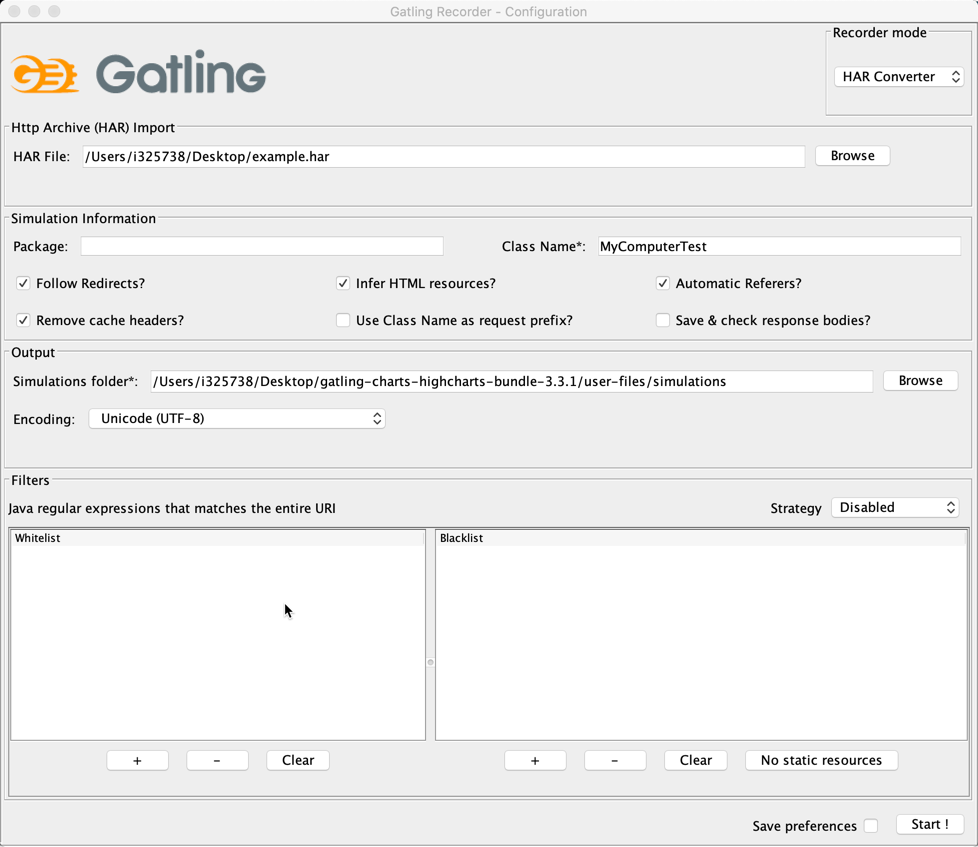 Gatling Recorder - Configuration
Recorder mode
Gatling
HAR Converter
Http Archive (HAR) Import
HAR File: /Users/i325738/Desktop/example.har Browse
Simulation Information
Package: Class Name*: MyComputerTest
Follow Redirects? Infer HTML resources? Automatic Referers?
Remove cache headers? Use Class Name as request prefix? Save & check response bodies?
Output
Simulations folder*: /Users/i325738/Desktop/gatling-charts-highcharts-bundle-3.3.1/user-files/simulations Browse
Encoding: Unicode (UTF-8)
Filters
Java regular expressions that matches the entire URI Strategy Disabled
Whitelist Blacklist
+ - Clear + - Clear No static resources
Save preferences Start !